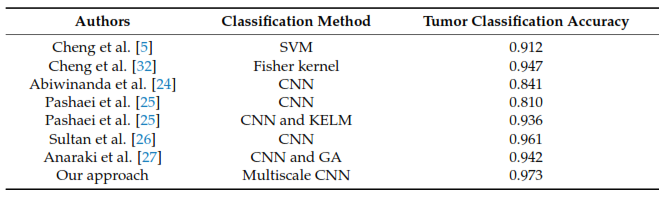 Authors Classification Method Tumor Classification Accuracy
Cheng et al. [5] SVM 0.912
Cheng et al. [32] Fisher kernel 0.947
Abiwinanda et al. [24] CNN 0.841
Pashaei et al. [25] CNN 0.810
Pashaei et al. [25] CNN and KELM 0.936
Sultan et al. [26] CNN 0.961
Anaraki et al. [27] CNN and GA 0.942
Our approach Multiscale CNN 0.973